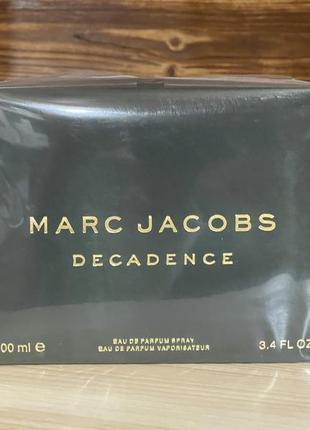 MARC JACOBS
DECADENCE
EAU DE PARFUM SPRAY
EAU DE PARFUM VAPORISATEUR
00 ml e 3.4 FL OZ